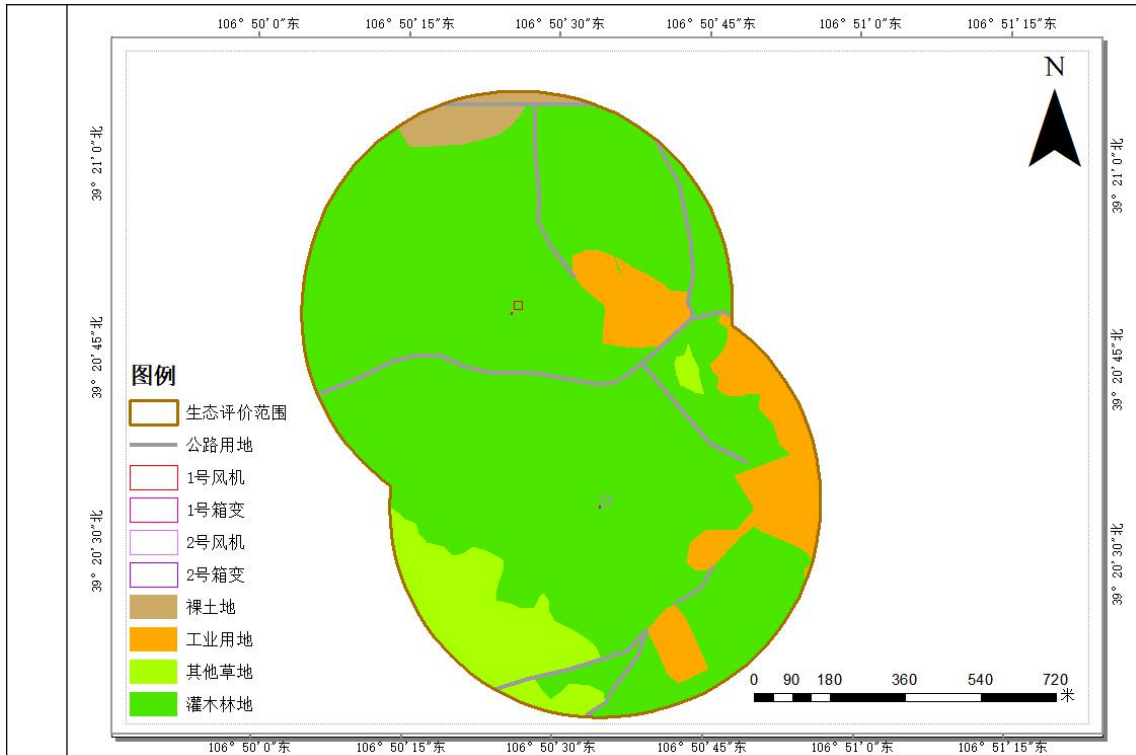 106° 50′0″东 106° 50′15″东 106° 50′30″东 106° 50′45″东 106° 51′0″东 106° 51′15″东
N
39° 21′0″北
39° 21′0″北
39° 20′45″北
39° 20′45″北
39° 20′30″北
39° 20′30″北
图例
生态评价范围
公路用地
1号风机
1号箱变
2号风机
2号箱变
裸土地
工业用地
其他草地
灌木林地
0 90 180 360 540 720
米
106° 50′0″东 106° 50′15″东 106° 50′30″东 106° 50′45″东 106° 51′0″东 106° 51′15″东